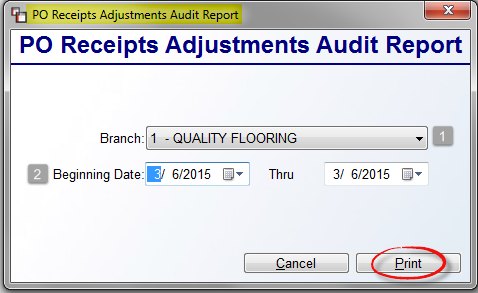 PO Receipts Adjustments Audit Report
PO Receipts Adjustments Audit Report
Branch: 1 - QUALITY FLOORING 1
2 Beginning Date: 3/ 6/2015 Thru 3/ 6/2015
Cancel Print